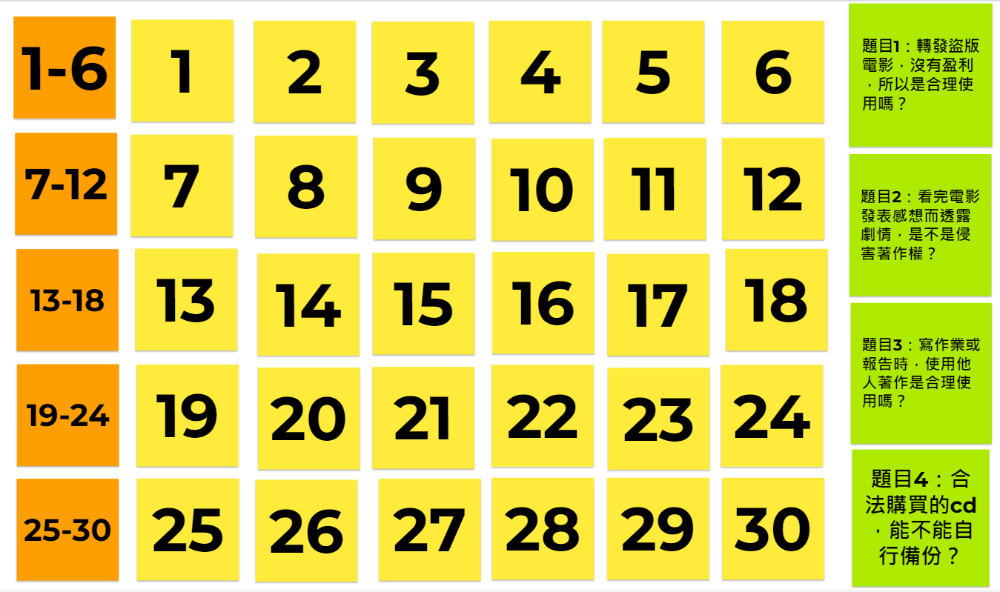 1-6
1
2
3
4
5
6
7-12
7
8
9
10
11
12
13-18
13
14
15
16
17
18
19-24
19
20
21
22
23
24
25-30
25
26
27
28
29
30
題目1：轉發盜版
電影，沒有盈利
，所以是合理使
用嗎？
題目2：看完電影
發表感想而透露
劇情，是不是侵
害著作權？
題目3：寫作業或
報告時，使用他
人著作是合理使
用嗎？
題目4：合
法購買的cd
，能不能自
行備份？